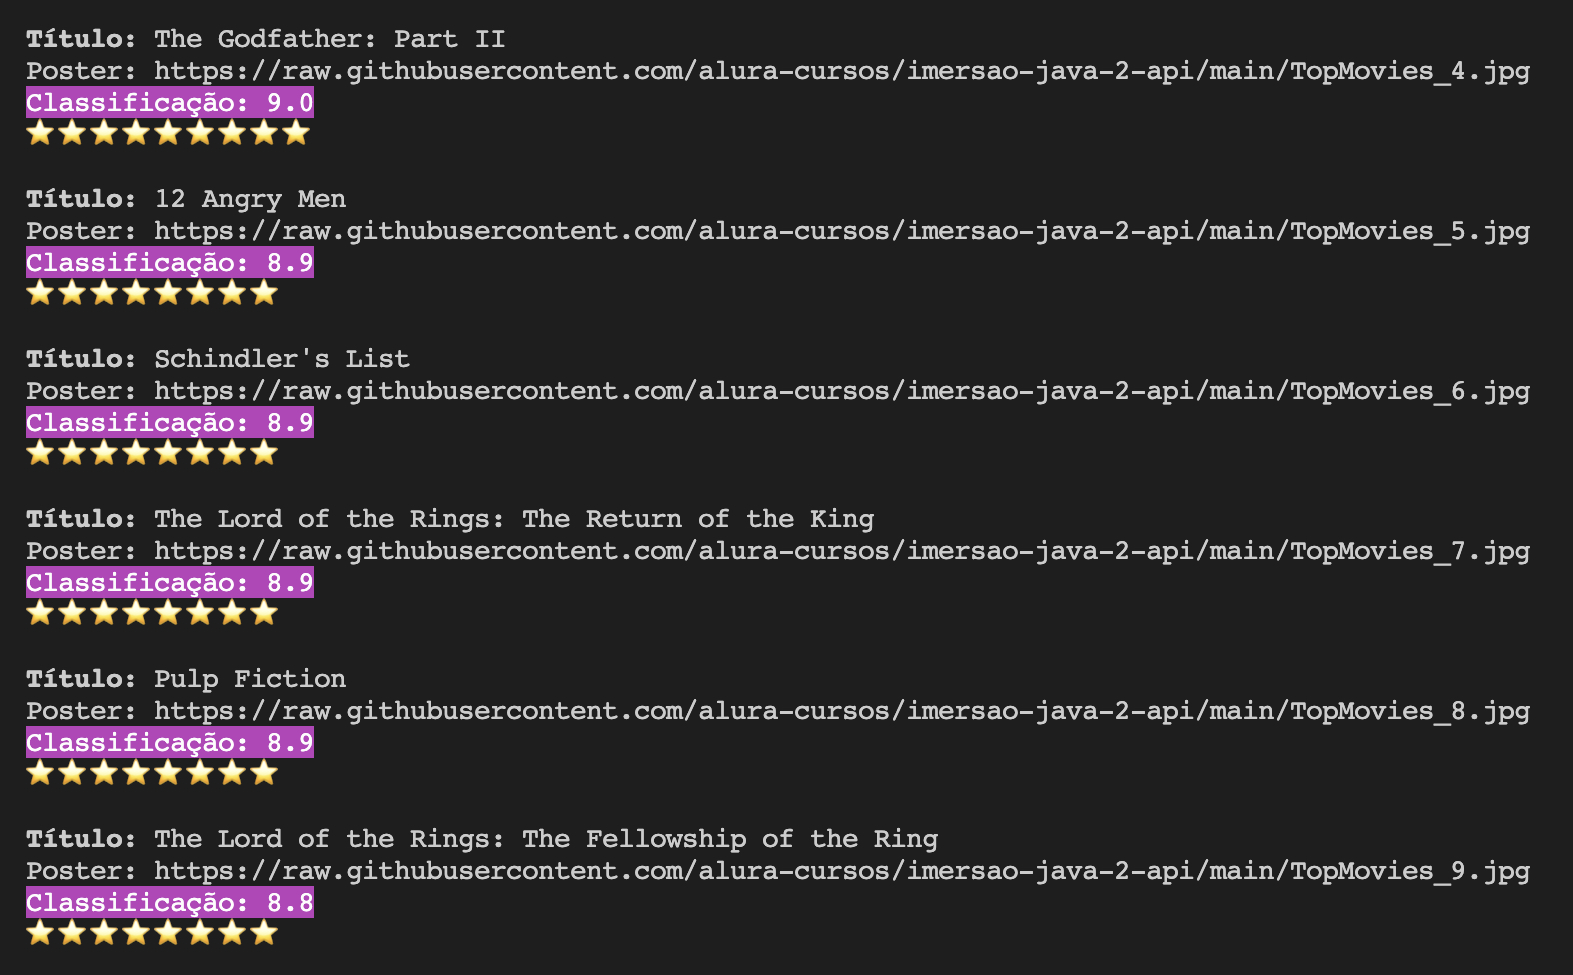 Título: The Godfather: Part II
Poster: https://raw.githubusercontent.com/alura-cursos/imersao-java-2-api/main/TopMovies_4.jpg
Classificação: 9.0
⭐⭐⭐⭐⭐⭐⭐⭐⭐
Título: 12 Angry Men
Poster: https://raw.githubusercontent.com/alura-cursos/imersao-java-2-api/main/TopMovies_5.jpg
Classificação: 8.9
⭐⭐⭐⭐⭐⭐⭐⭐
Título: Schindler's List
Poster: https://raw.githubusercontent.com/alura-cursos/imersao-java-2-api/main/TopMovies_6.jpg
Classificação: 8.9
⭐⭐⭐⭐⭐⭐⭐⭐
Título: The Lord of the Rings: The Return of the King
Poster: https://raw.githubusercontent.com/alura-cursos/imersao-java-2-api/main/TopMovies_7.jpg
Classificação: 8.9
⭐⭐⭐⭐⭐⭐⭐⭐
Título: Pulp Fiction
Poster: https://raw.githubusercontent.com/alura-cursos/imersao-java-2-api/main/TopMovies_8.jpg
Classificação: 8.9
⭐⭐⭐⭐⭐⭐⭐⭐
Título: The Lord of the Rings: The Fellowship of the Ring
Poster: https://raw.githubusercontent.com/alura-cursos/imersao-java-2-api/main/TopMovies_9.jpg
Classificação: 8.8
⭐⭐⭐⭐⭐⭐⭐⭐